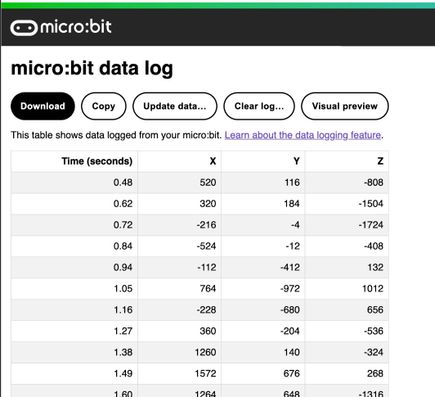 micro:bit
micro:bit data log
Download Copy Update data... Clear log... Visual preview
This table shows data logged from your micro:bit. Learn about the data logging feature.
Time (seconds) X Y Z
0.48 520 116 -808
0.62 320 184 -1504
0.72 -216 -4 -1724
0.84 -524 -12 -408
0.94 -112 -412 132
1.05 764 -972 1012
1.16 -228 -680 656
1.27 360 -204 -536
1.38 1260 140 -324
1.49 1572 676 268
1.60 1264 648 -1316